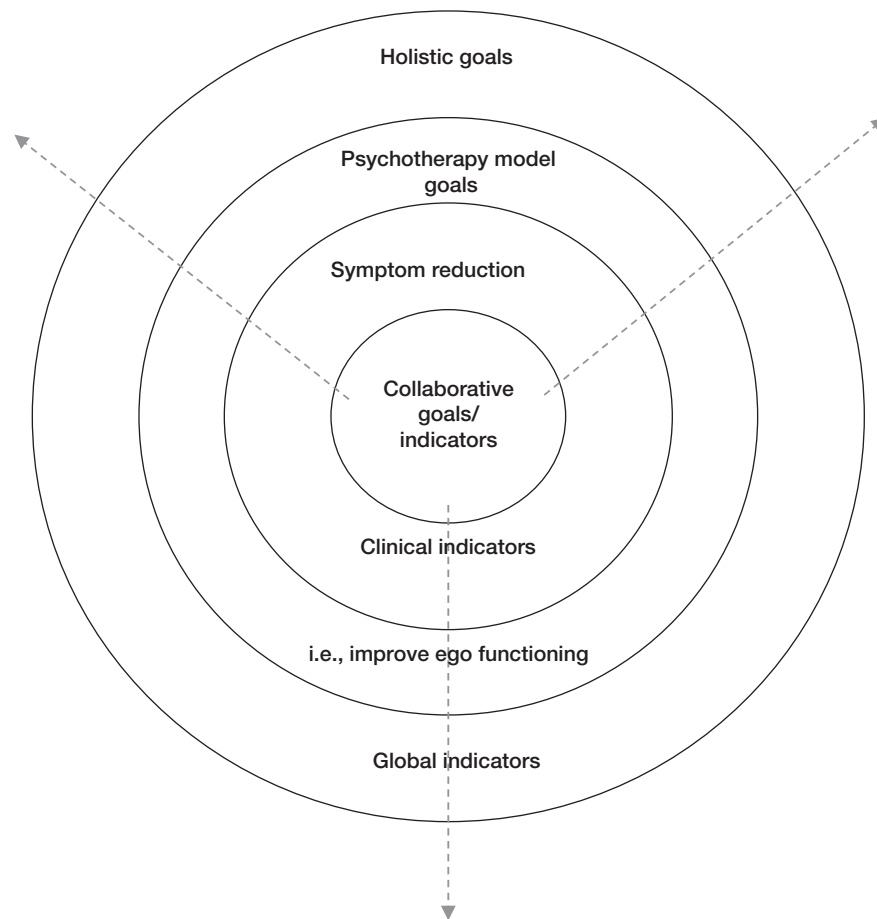 Holistic goals
Psychotherapy model
goals
Symptom reduction
Collaborative
goals/
indicators
Clinical indicators
i.e., improve ego functioning
Global indicators